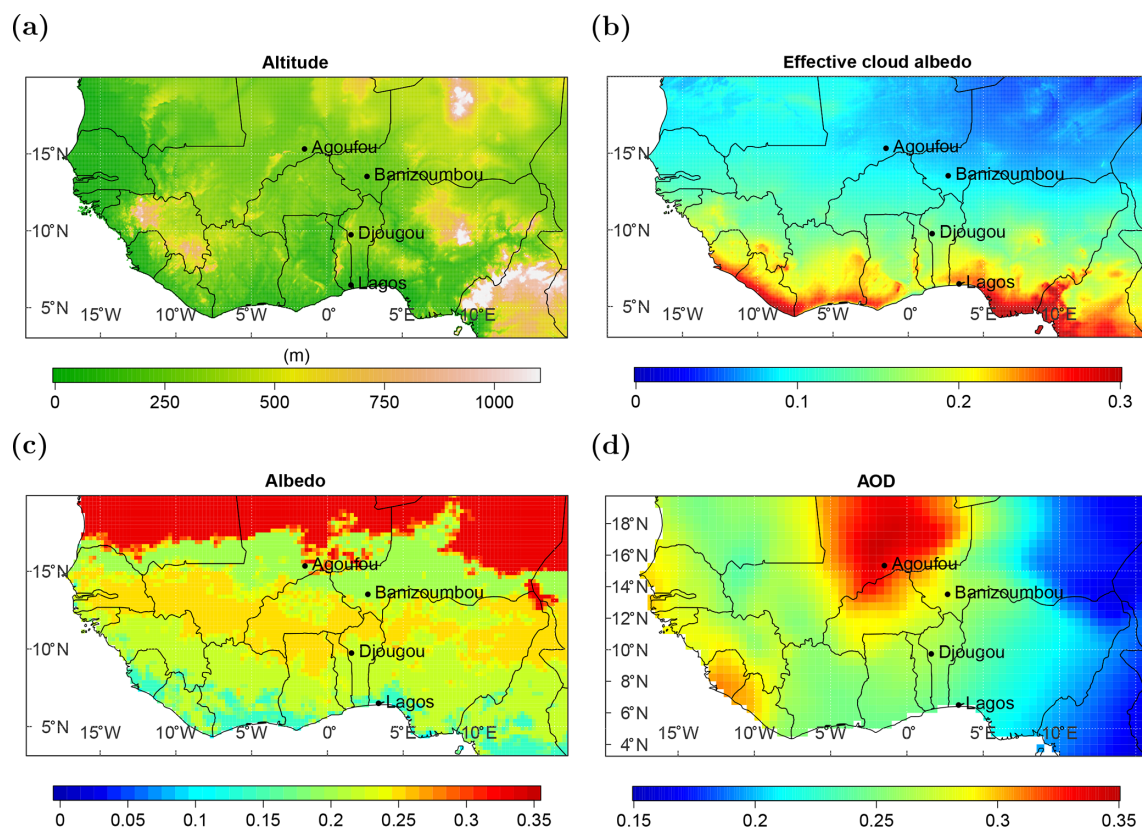 (a)
Altitude
15°N
10°N
5°N
Agoufou
Banizoumbou
Djougou
Lagos
15°W
10°W
5°W
0°
5°E
10°E
(m)
0
250
500
750
1000
(b)
Effective cloud albedo
15°N
10°N
5°N
Agoufou
Banizoumbou
Djougou
Lagos
15°W
10°W
5°W
0°
5°E
10°E
0
0.1
0.2
0.3
(c)
Albedo
15°N
10°N
5°N
Agoufou
Banizoumbou
Djougou
Lagos
15°W
10°W
5°W
0°
5°E
10°E
0
0.05
0.1
0.15
0.2
0.25
0.3
0.35
(d)
AOD
18°N
16°N
14°N
12°N
10°N
8°N
6°N
4°N
Agoufou
Banizoumbou
Djougou
Lagos
15°W
10°W
5°W
0°
5°E
10°E
0.15
0.2
0.25
0.3
0.35